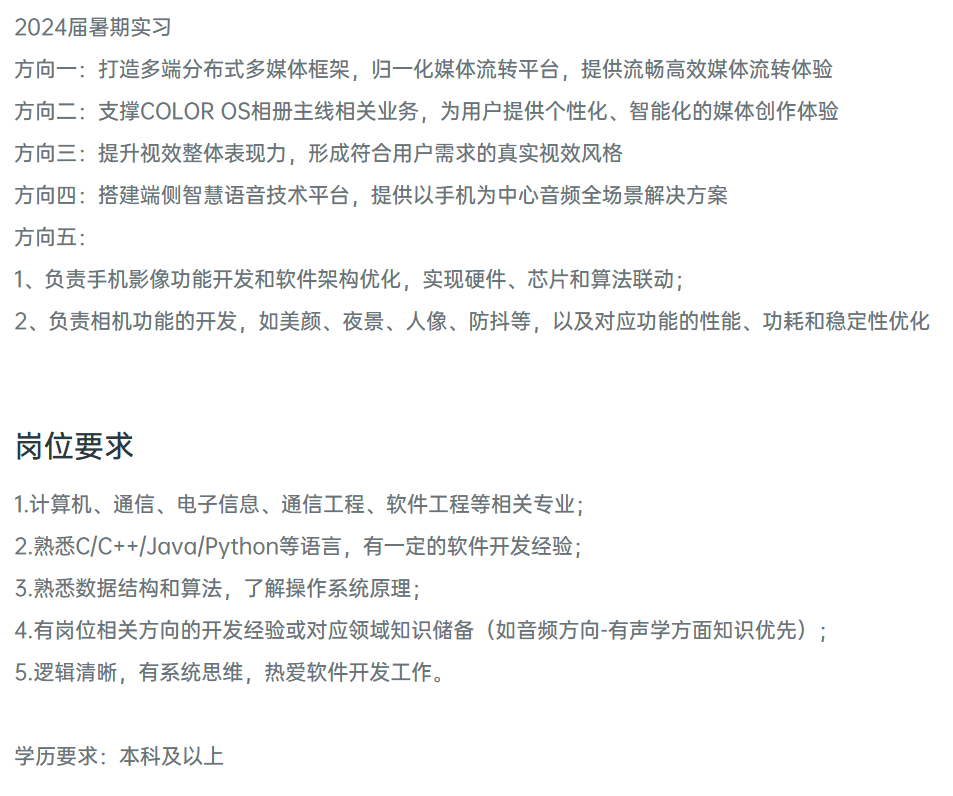 2024届暑期实习
方向一：打造多端分布式多媒体框架，归一化媒体流转平台，提供流畅高效媒体流转体验
方向二：支撑COLOR OS相册主线相关业务，为用户提供个性化、智能化的媒体创作体验
方向三：提升视效整体表现力，形成符合用户需求的真实视效风格
方向四：搭建端侧智慧语音技术平台，提供以手机为中心音频全场景解决方案
方向五：
1、负责手机影像功能开发和软件架构优化，实现硬件、芯片和算法联动；
2、负责相机功能的开发，如美颜、夜景、人像、防抖等，以及对应功能的性能、功耗和稳定性优化
岗位要求
1.计算机、通信、电子信息、通信工程、软件工程等相关专业；
2.熟悉C/C++/Java/Python等语言，有一定的软件开发经验；
3.熟悉数据结构和算法，了解操作系统原理；
4.有岗位相关方向的开发经验或对应领域知识储备（如音频方向-有声学方面知识优先）；
5.逻辑清晰，有系统思维，热爱软件开发工作。
学历要求：本科及以上